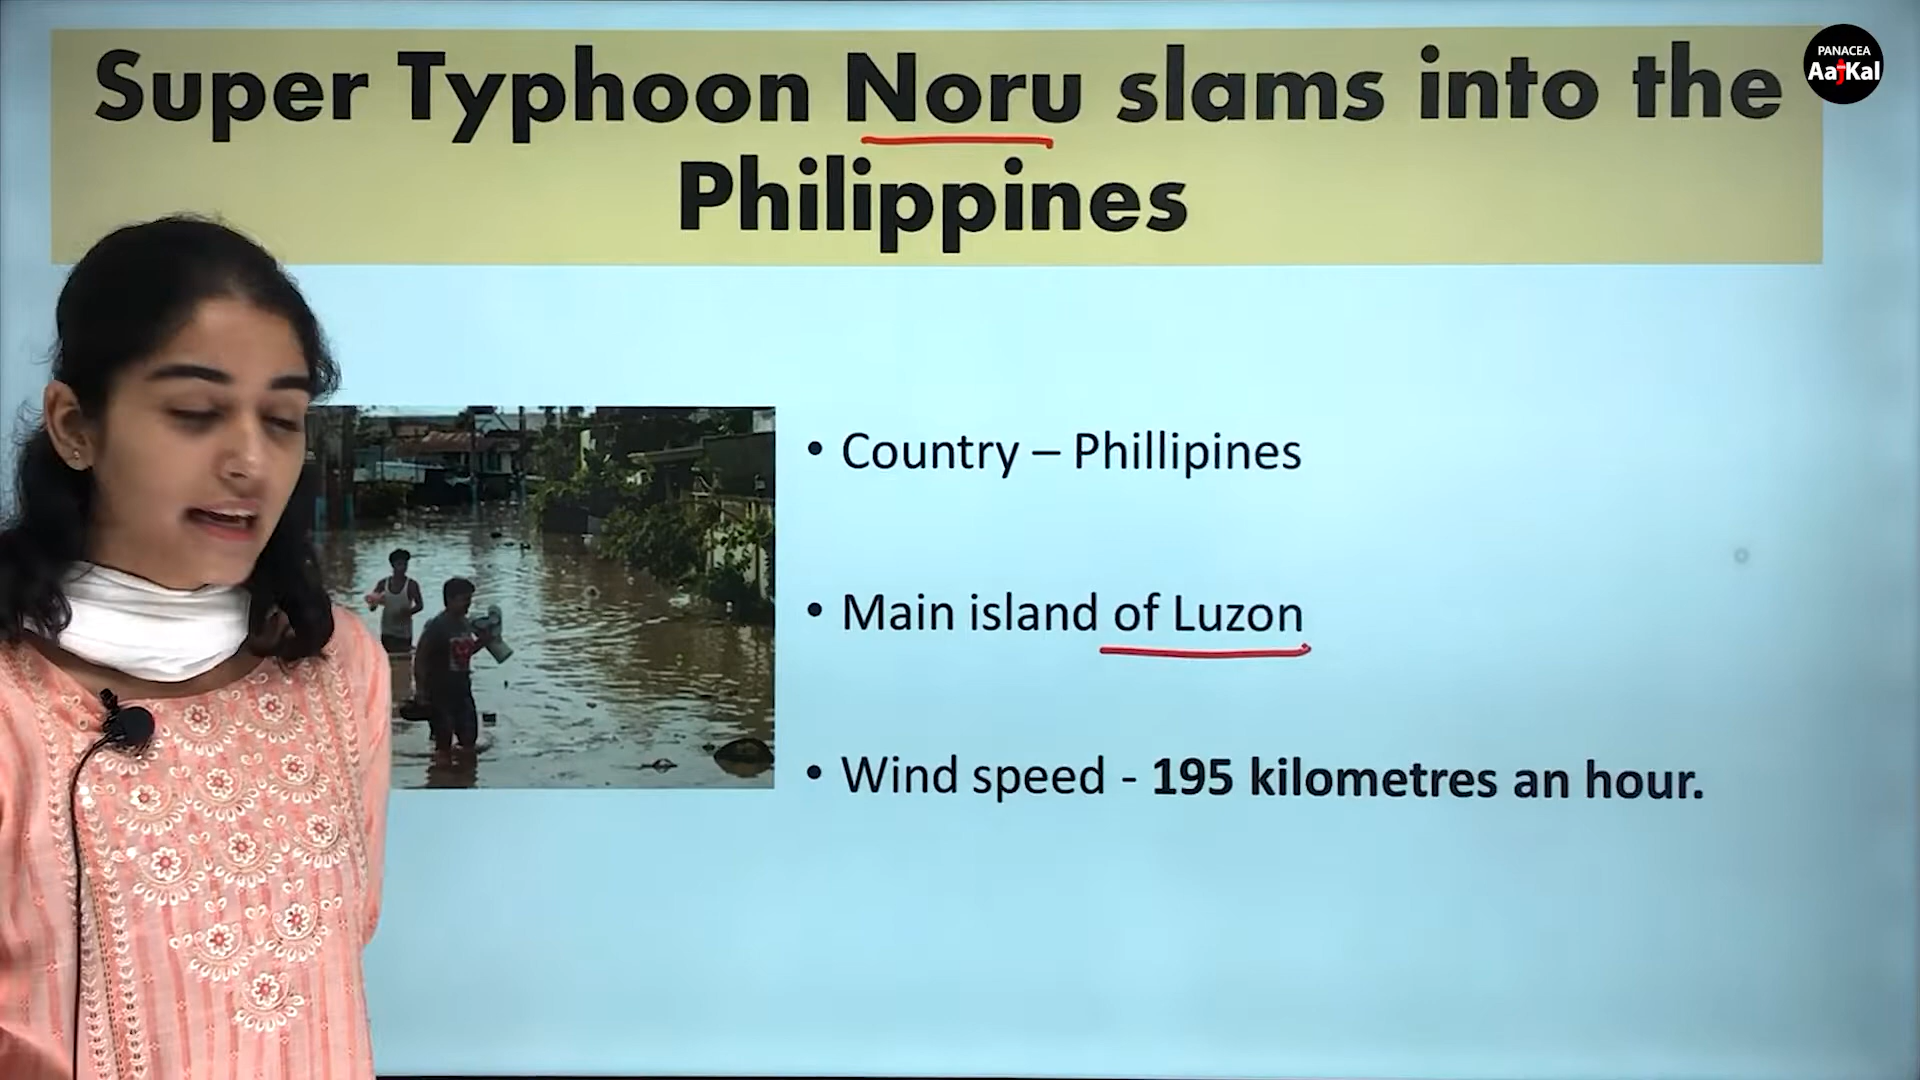 Super Typhoon Noru slams into the
Philippines
PANACEA
AajKal
• Country – Phillipines
• Main island of Luzon
• Wind speed - 195 kilometres an hour.